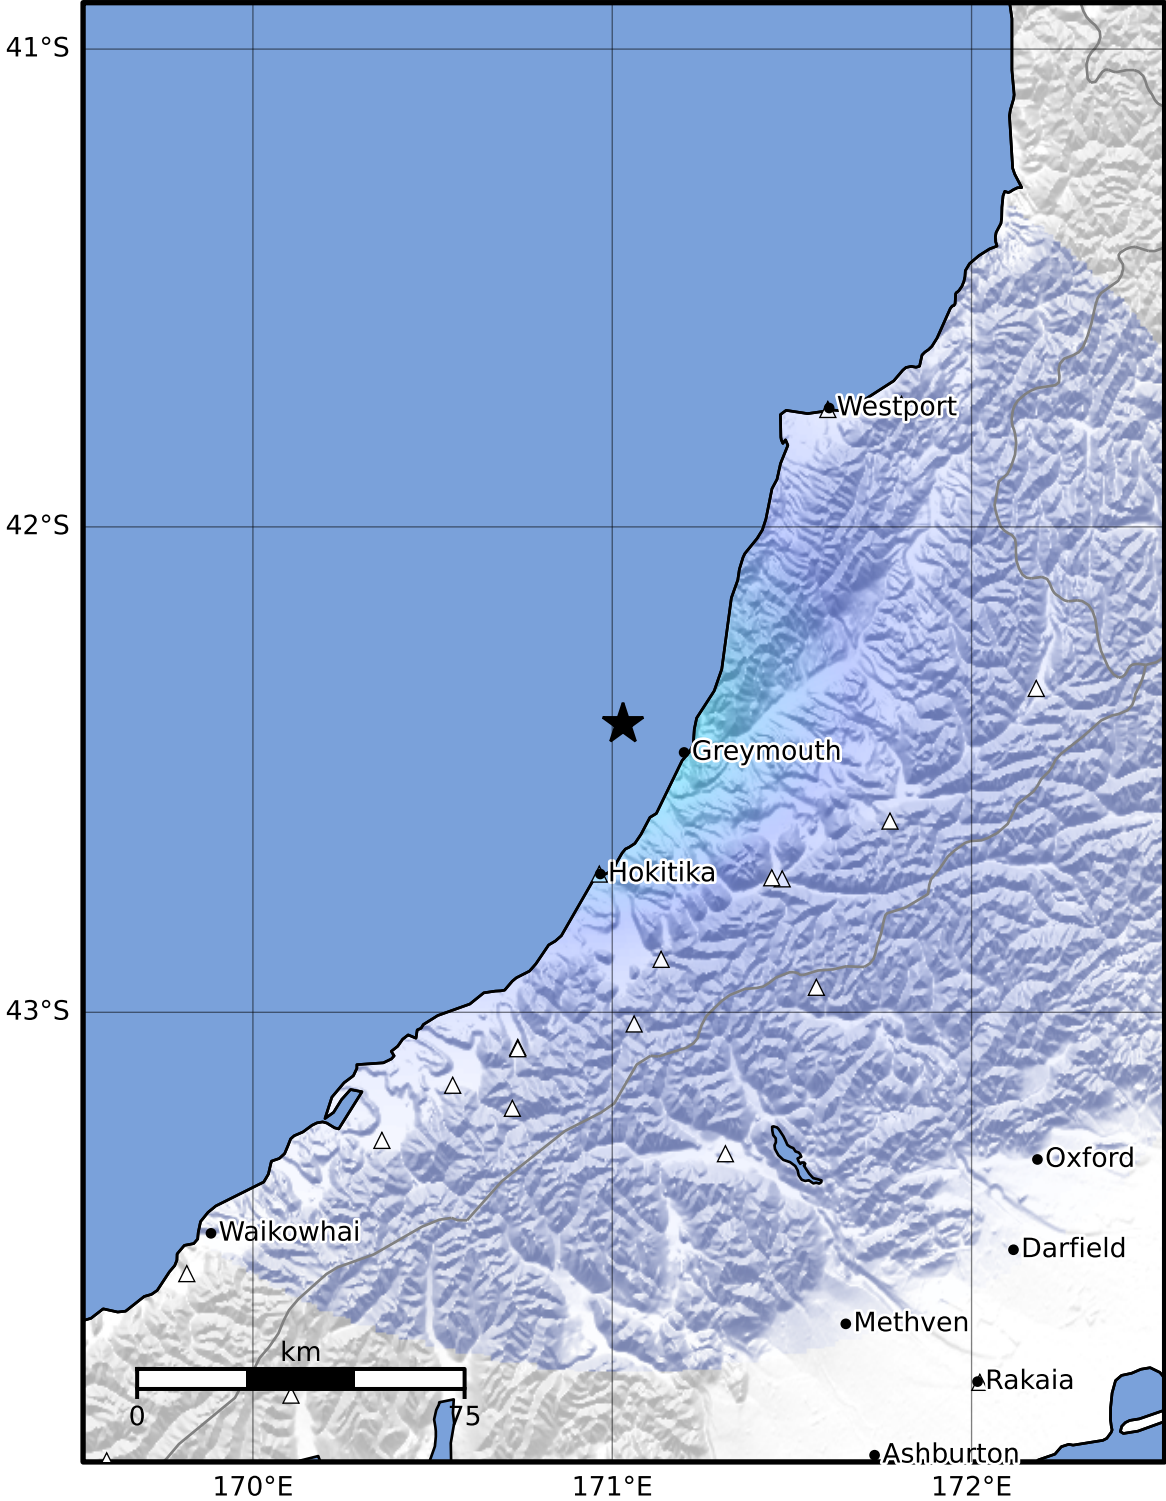 41°S
Westport
42°S
Greymouth
Hokitika
43°S
Oxford
Waikowhai
Darfield
Methven
km
Rakaia
0
75
Ashburton
170°E
171°E
172°E